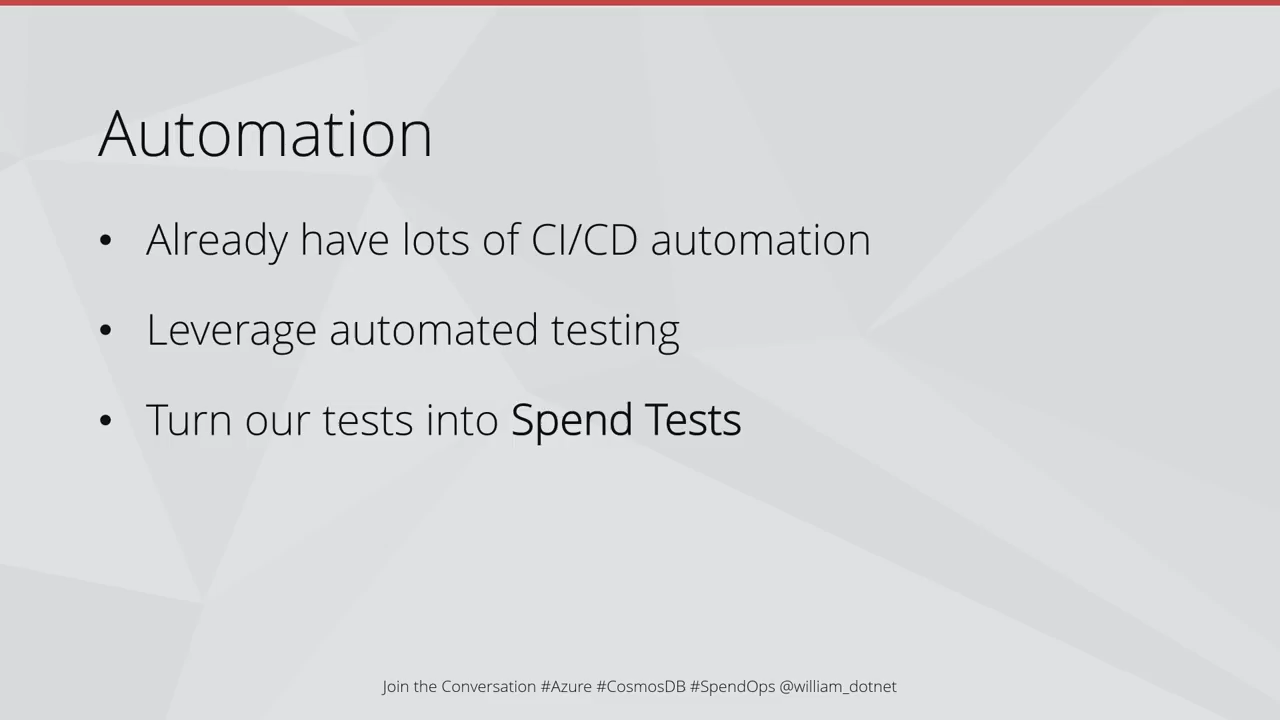 Automation
• Already have lots of CI/CD automation
• Leverage automated testing
• Turn our tests into Spend Tests
Join the Conversation #Azure #CosmosDB #SpendOps @william_dotnet